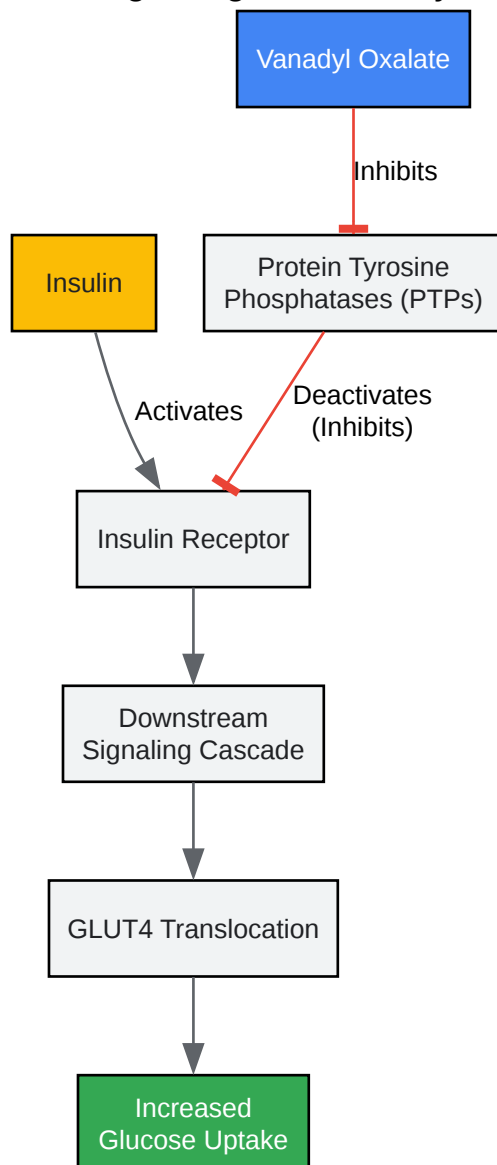 Vanadyl Oxalate
Inhibits
Insulin
Protein Tyrosine
Phosphatases (PTPs)
Activates
Deactivates
(Inhibits)
Insulin Receptor
Downstream
Signaling Cascade
GLUT4 Translocation
Increased
Glucose Uptake